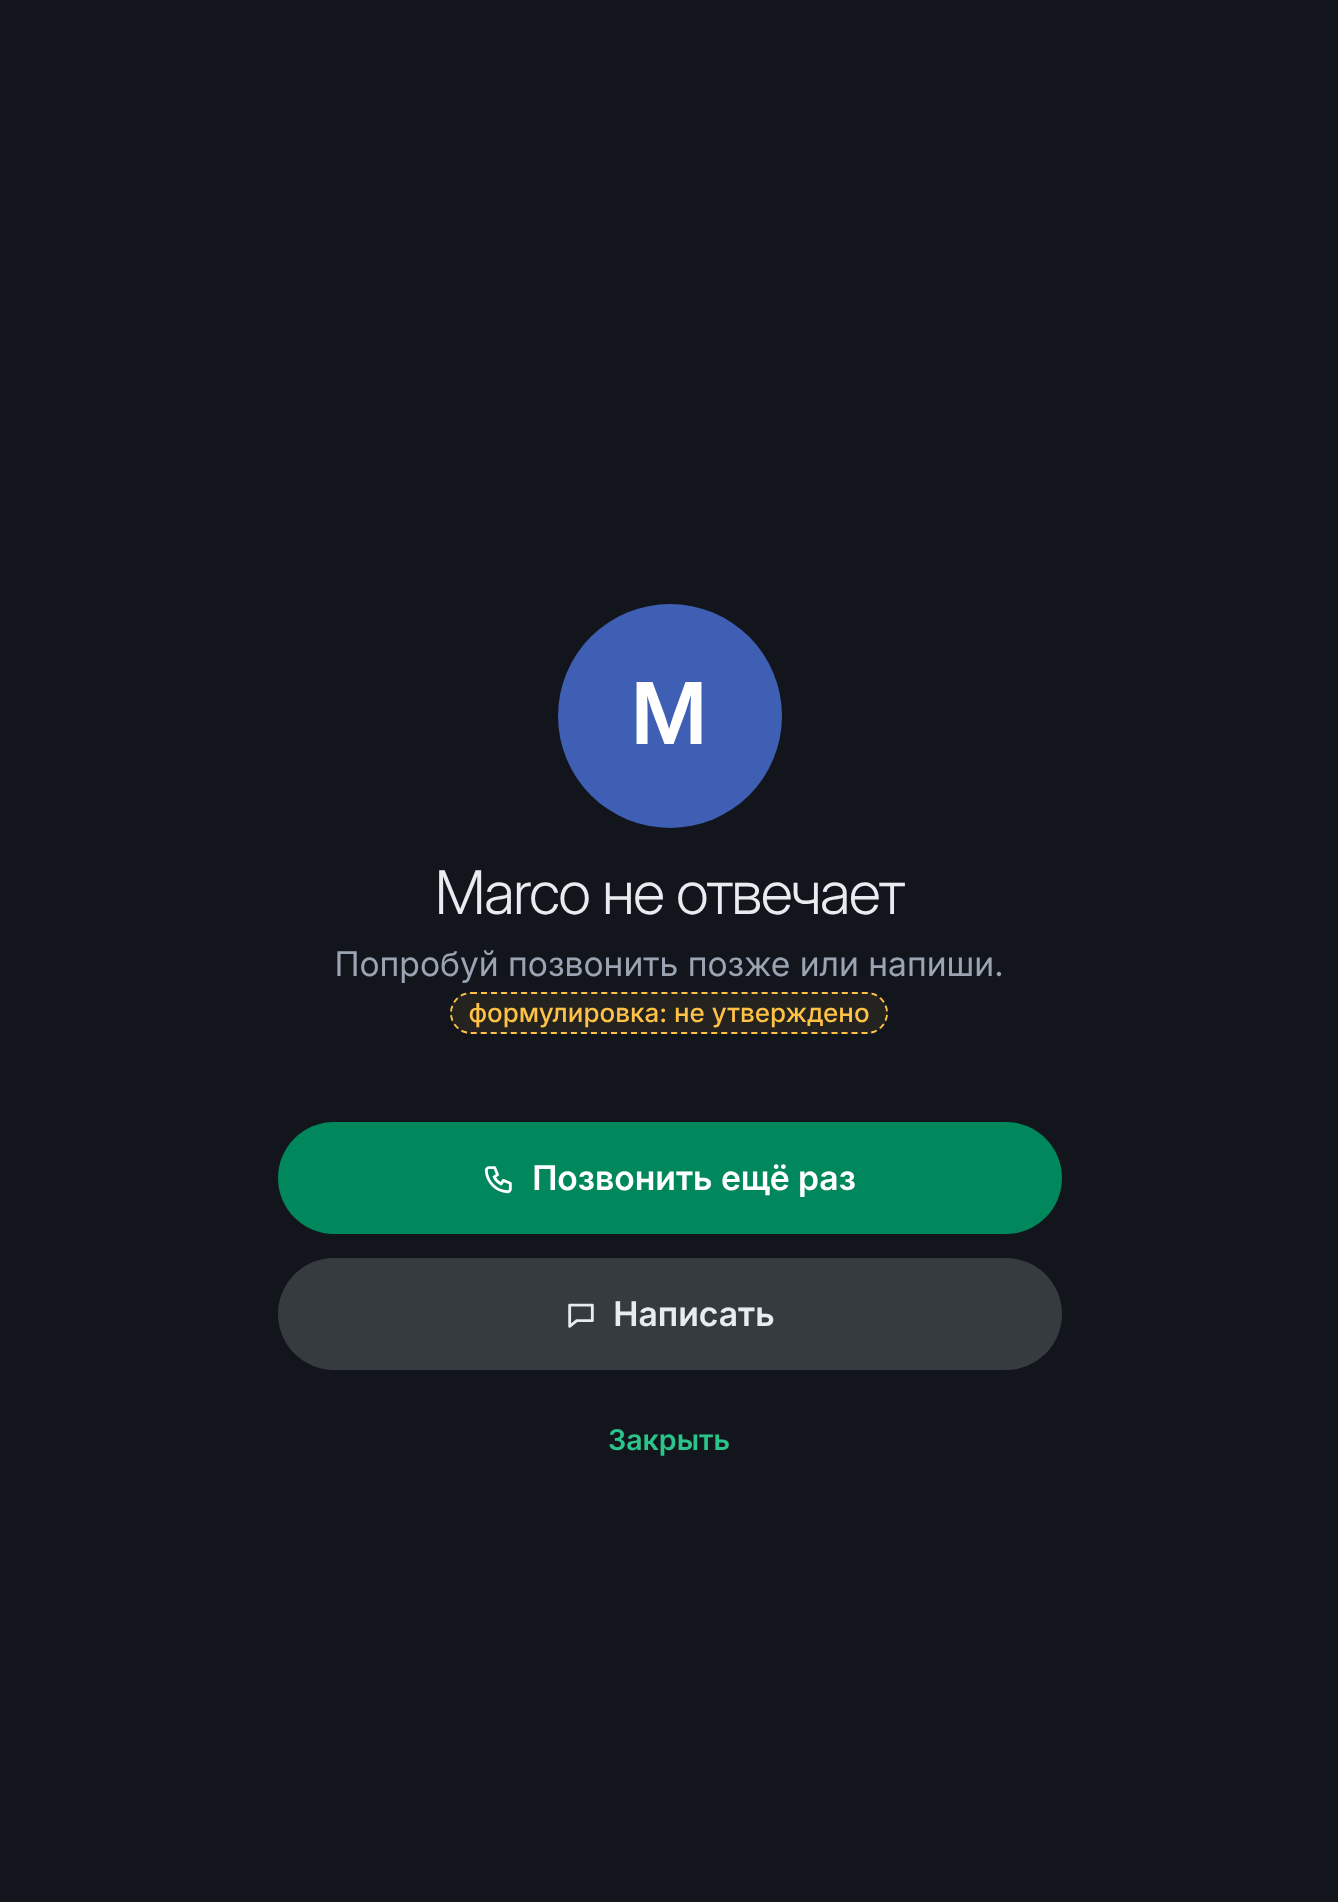 M
Marco не отвечает
Попробуй позвонить позже или напиши.
формулировка: не утверждено
Позвонить ещё раз
Написать
Закрыть